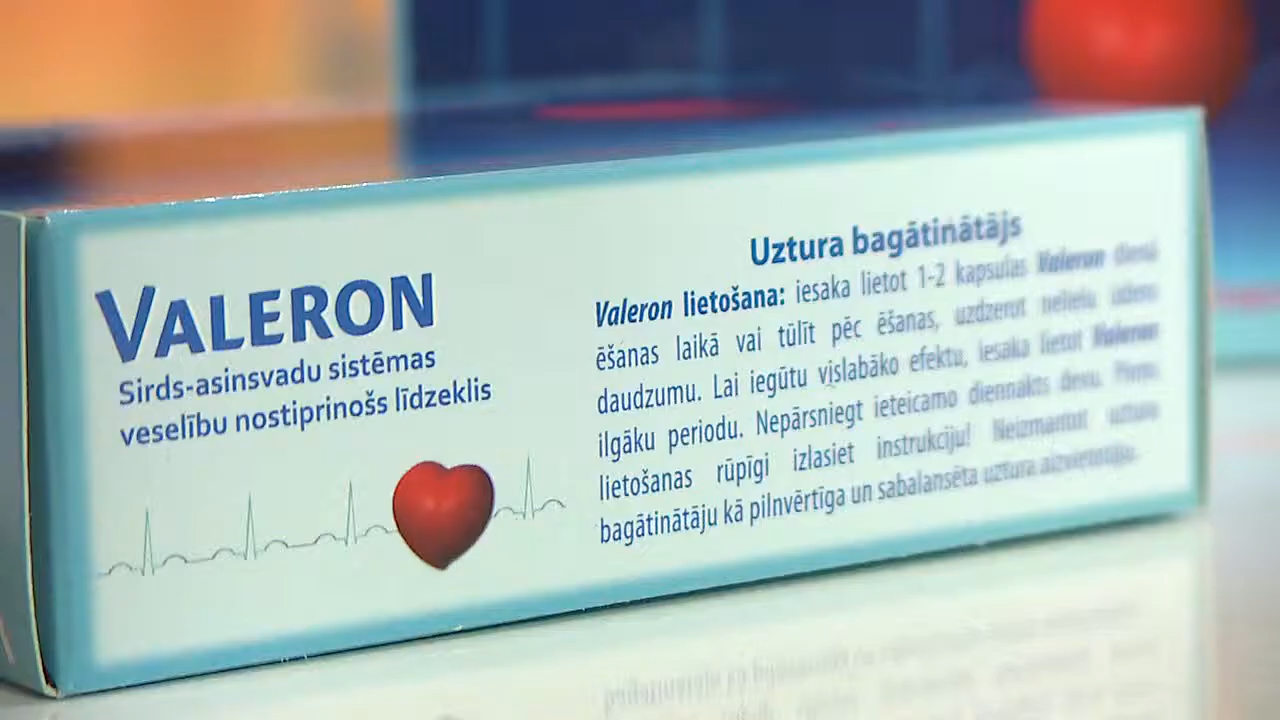 VALERON
Sirds-asinsvadu sistēmas
veselību nostiprinošs līdzeklis
Uztura bagātinātājs
Valeron lietošana: iesaka lietot 1-2 kapsulas Valeron dienā
ēšanas laikā vai tūlīt pēc ēšanas, uzdzerot nelielu ūdens
daudzumu. Lai iegūtu vislabāko efektu, iesaka lietot Valeron
ilgāku periodu. Nepārsniegt ieteicamo diennakts devu. Pirms
lietošanas rūpīgi izlasiet instrukciju! Neizmantot uztura
bagātinātāju kā pilnvērtīga un sabalansēta uztura aizvietotāju.